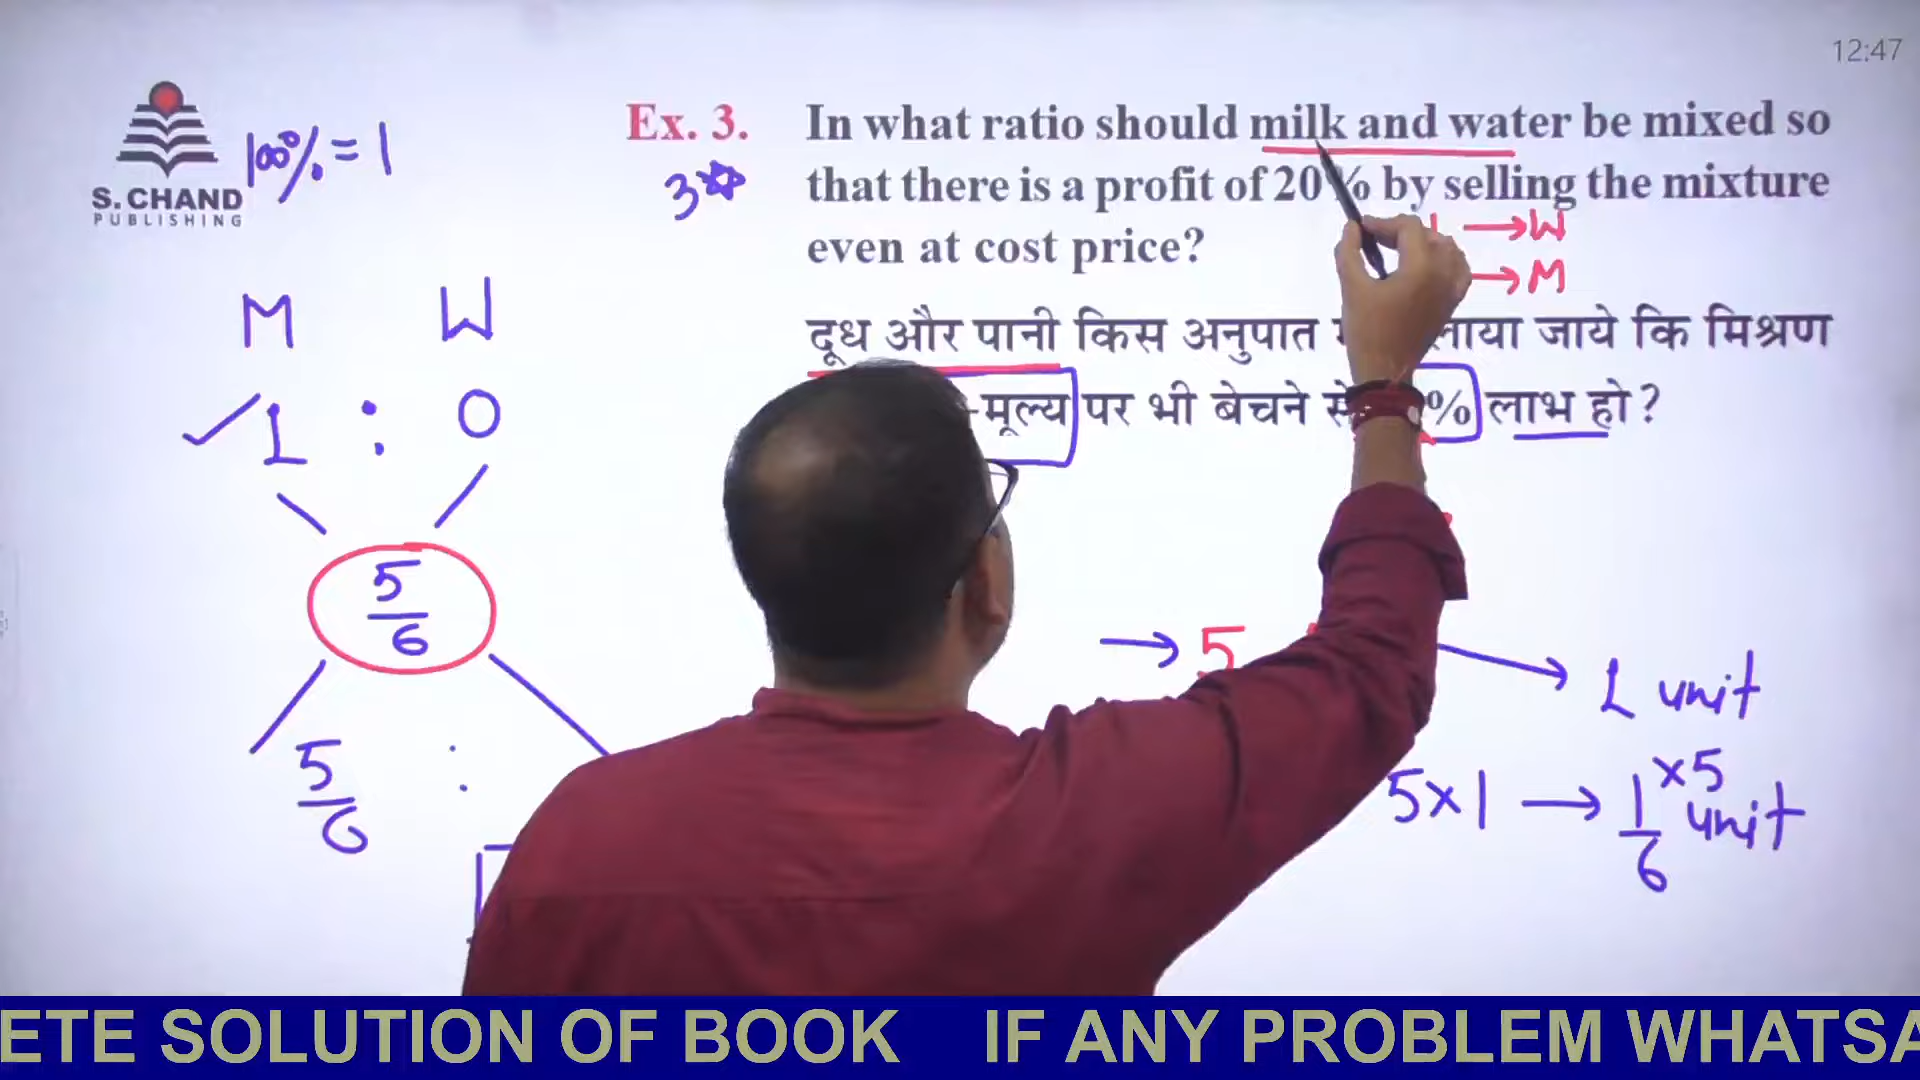 12:47
S. CHAND
PUBLISHING
100% = 1
Ex. 3. In what ratio should milk and water be mixed so
that there is a profit of 20% by selling the mixture
even at cost price?
3
→ W
→ M
दूध और पानी किस अनुपात लाया जाये कि मिश्रण
-मूल्य पर भी बेचने से % लाभ हो?
M W
1 : 0
5/6
5/6 :
→ 5
→ 1 unit
5×1 → 1/6 ×5 unit
ETE SOLUTION OF BOOK IF ANY PROBLEM WHATSA